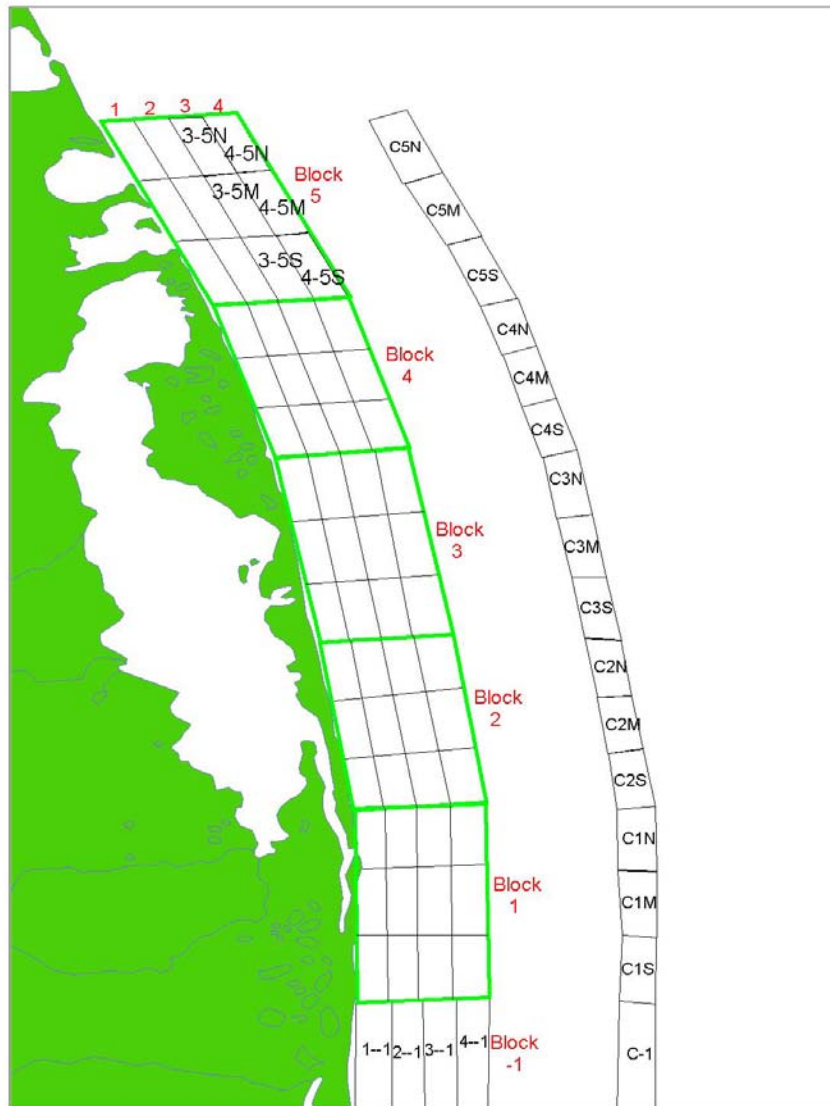 1 2 3 4
3-5N
4-5N
3-5M
4-5M
3-5S
4-5S
Block
5
Block
4
Block
3
Block
2
Block
1
1--1
2--1
3--1
4--1
Block
-1
C5N
C5M
C5S
C4N
C4M
C4S
C3N
C3M
C3S
C2N
C2M
C2S
C1N
C1M
C1S
C-1